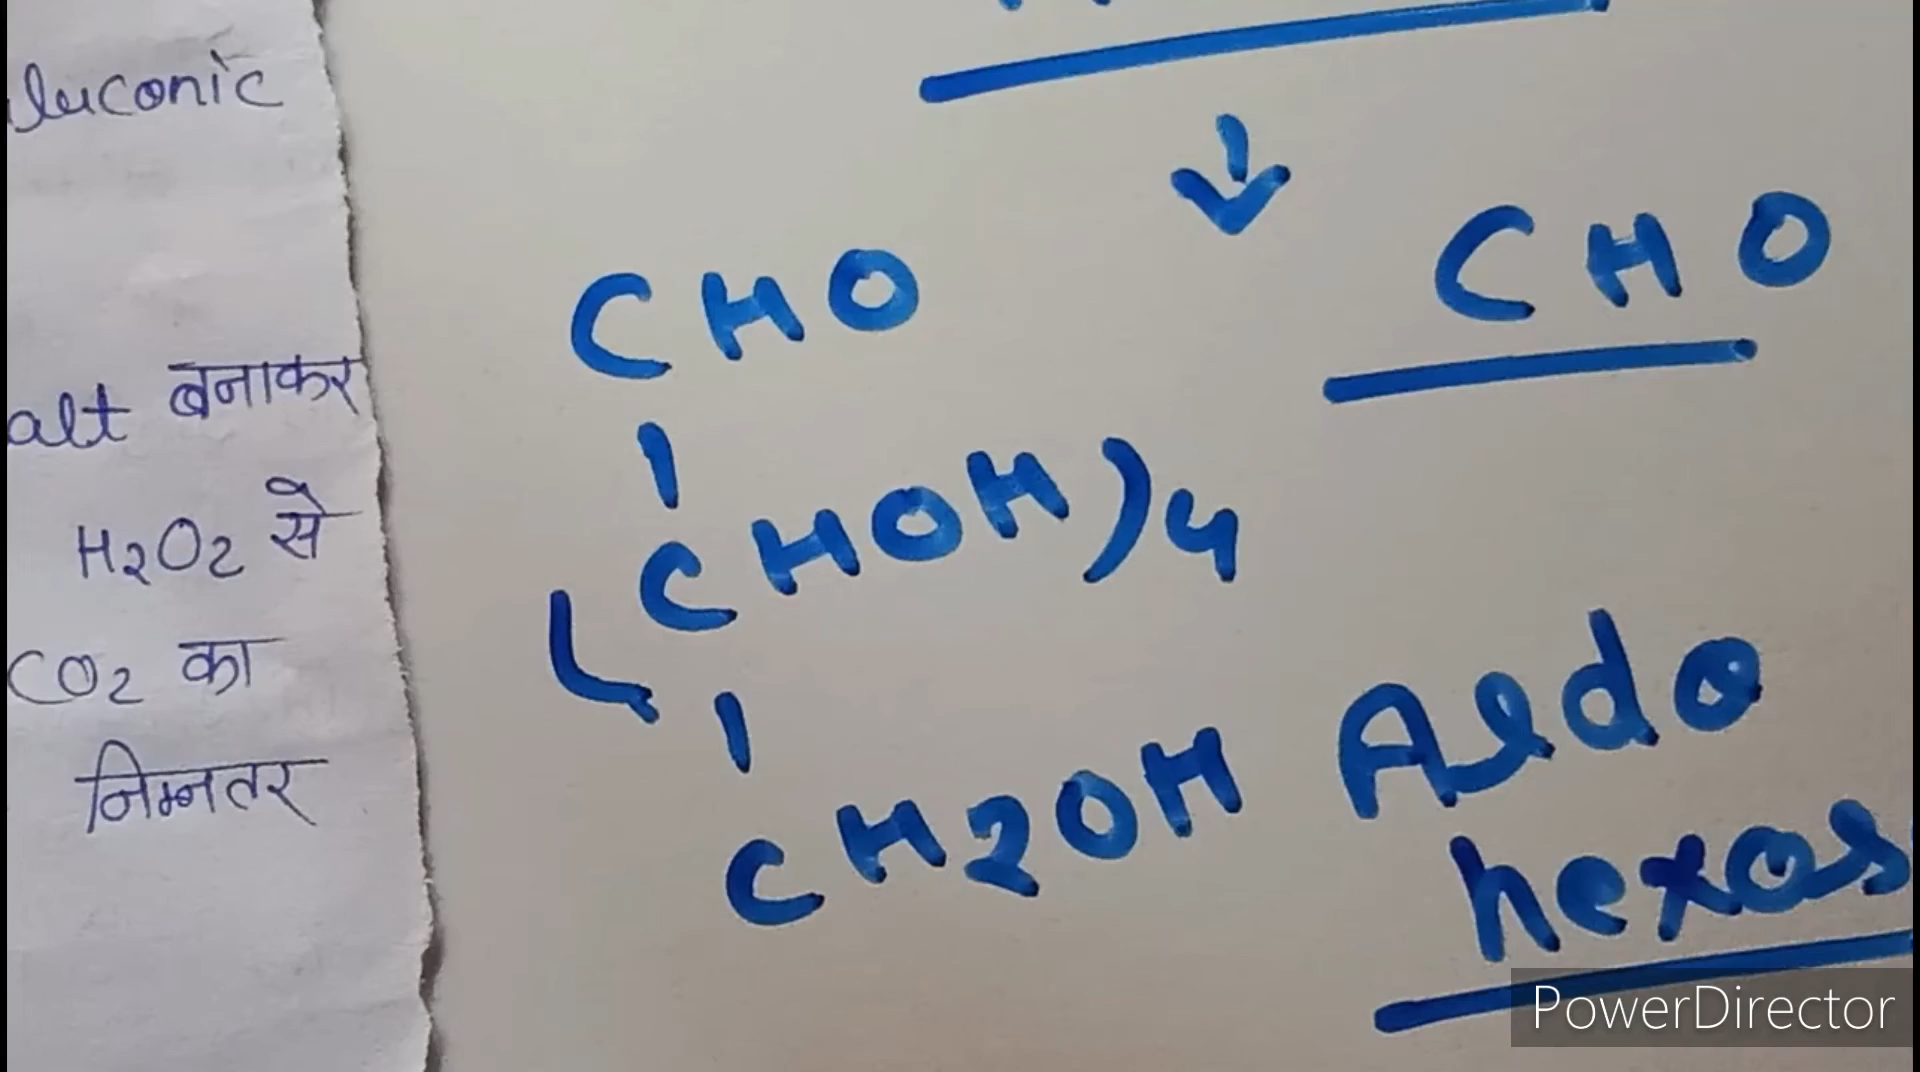 luconic
alt बनाकर
H2O2 से
CO2 का
निम्नतर
CHO
CHO
(CHOH)4
CH2OH
Aldo
hexos
PowerDirector